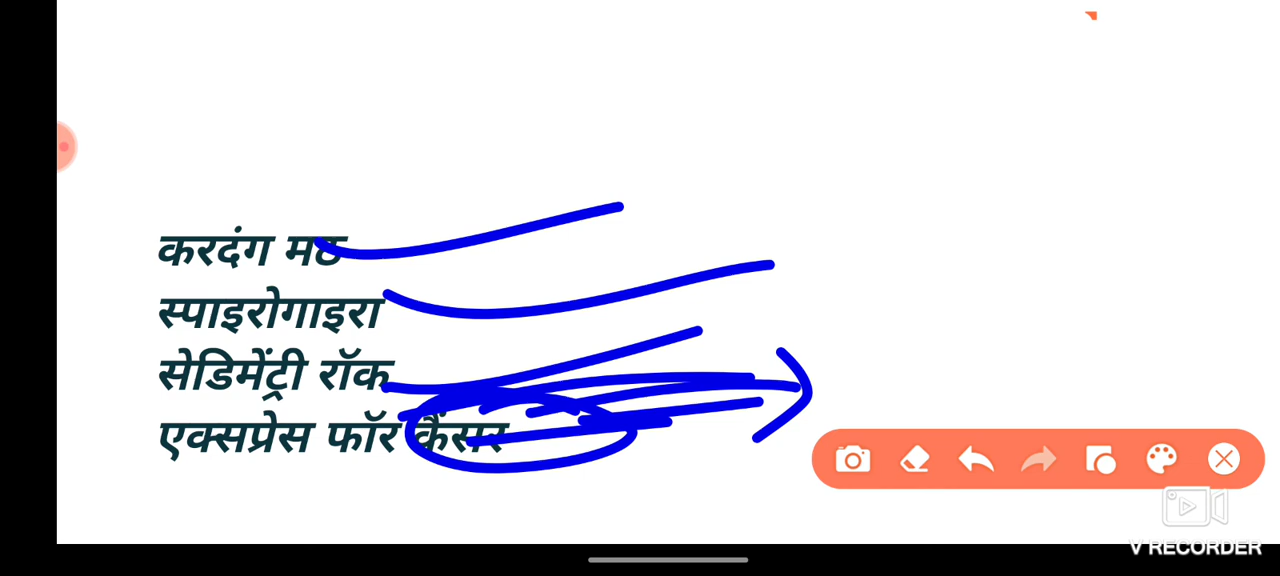 करदंग मठ
स्पाइरोगाइरा
सेडिमेंट्री रॉक
एक्सप्रेस फॉर कैंसर
V RECORDER